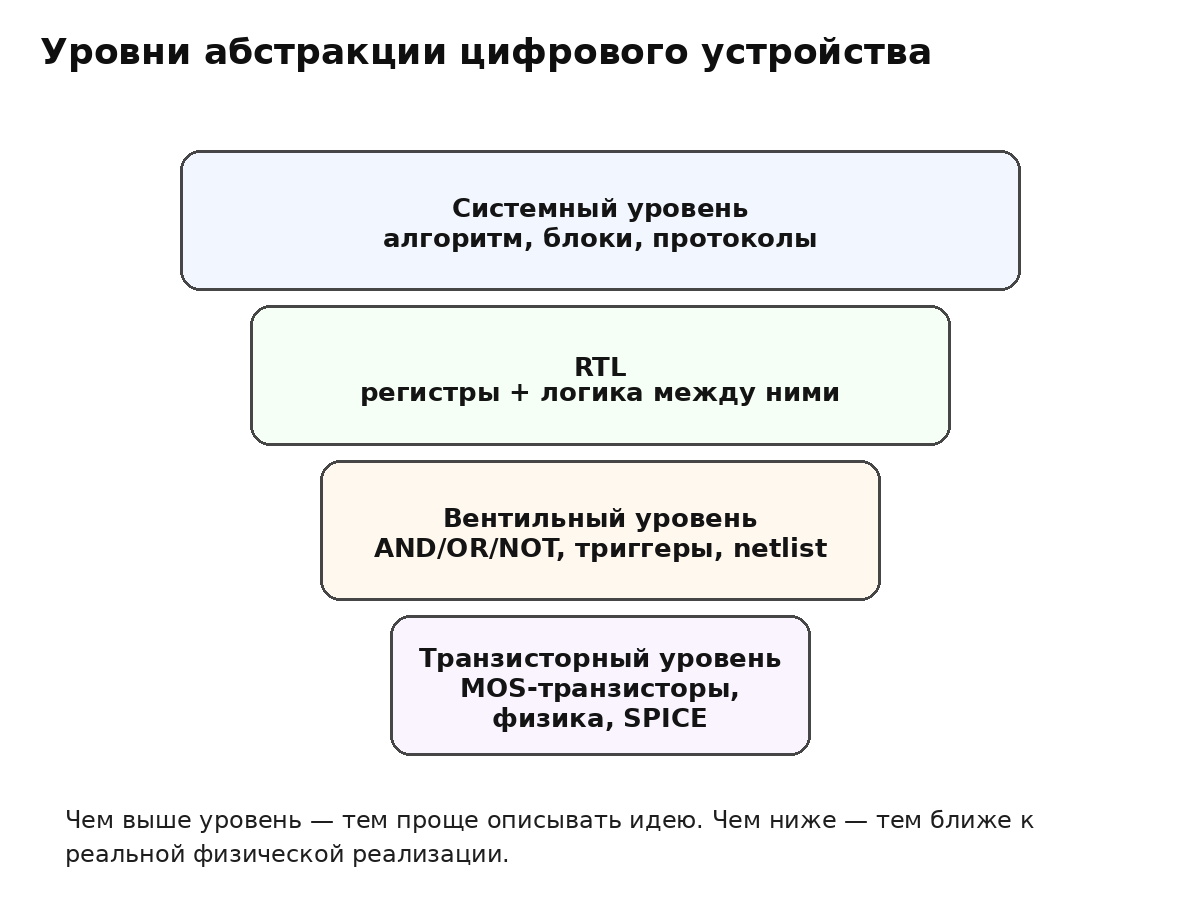 Уровни абстракции цифрового устройства
Системный уровень
алгоритм, блоки, протоколы
RTL
регистры + логика между ними
Вентильный уровень
AND/OR/NOT, триггеры, netlist
Транзисторный уровень
MOS-транзисторы,
физика, SPICE
Чем выше уровень — тем проще описывать идею. Чем ниже — тем ближе к
реальной физической реализации.